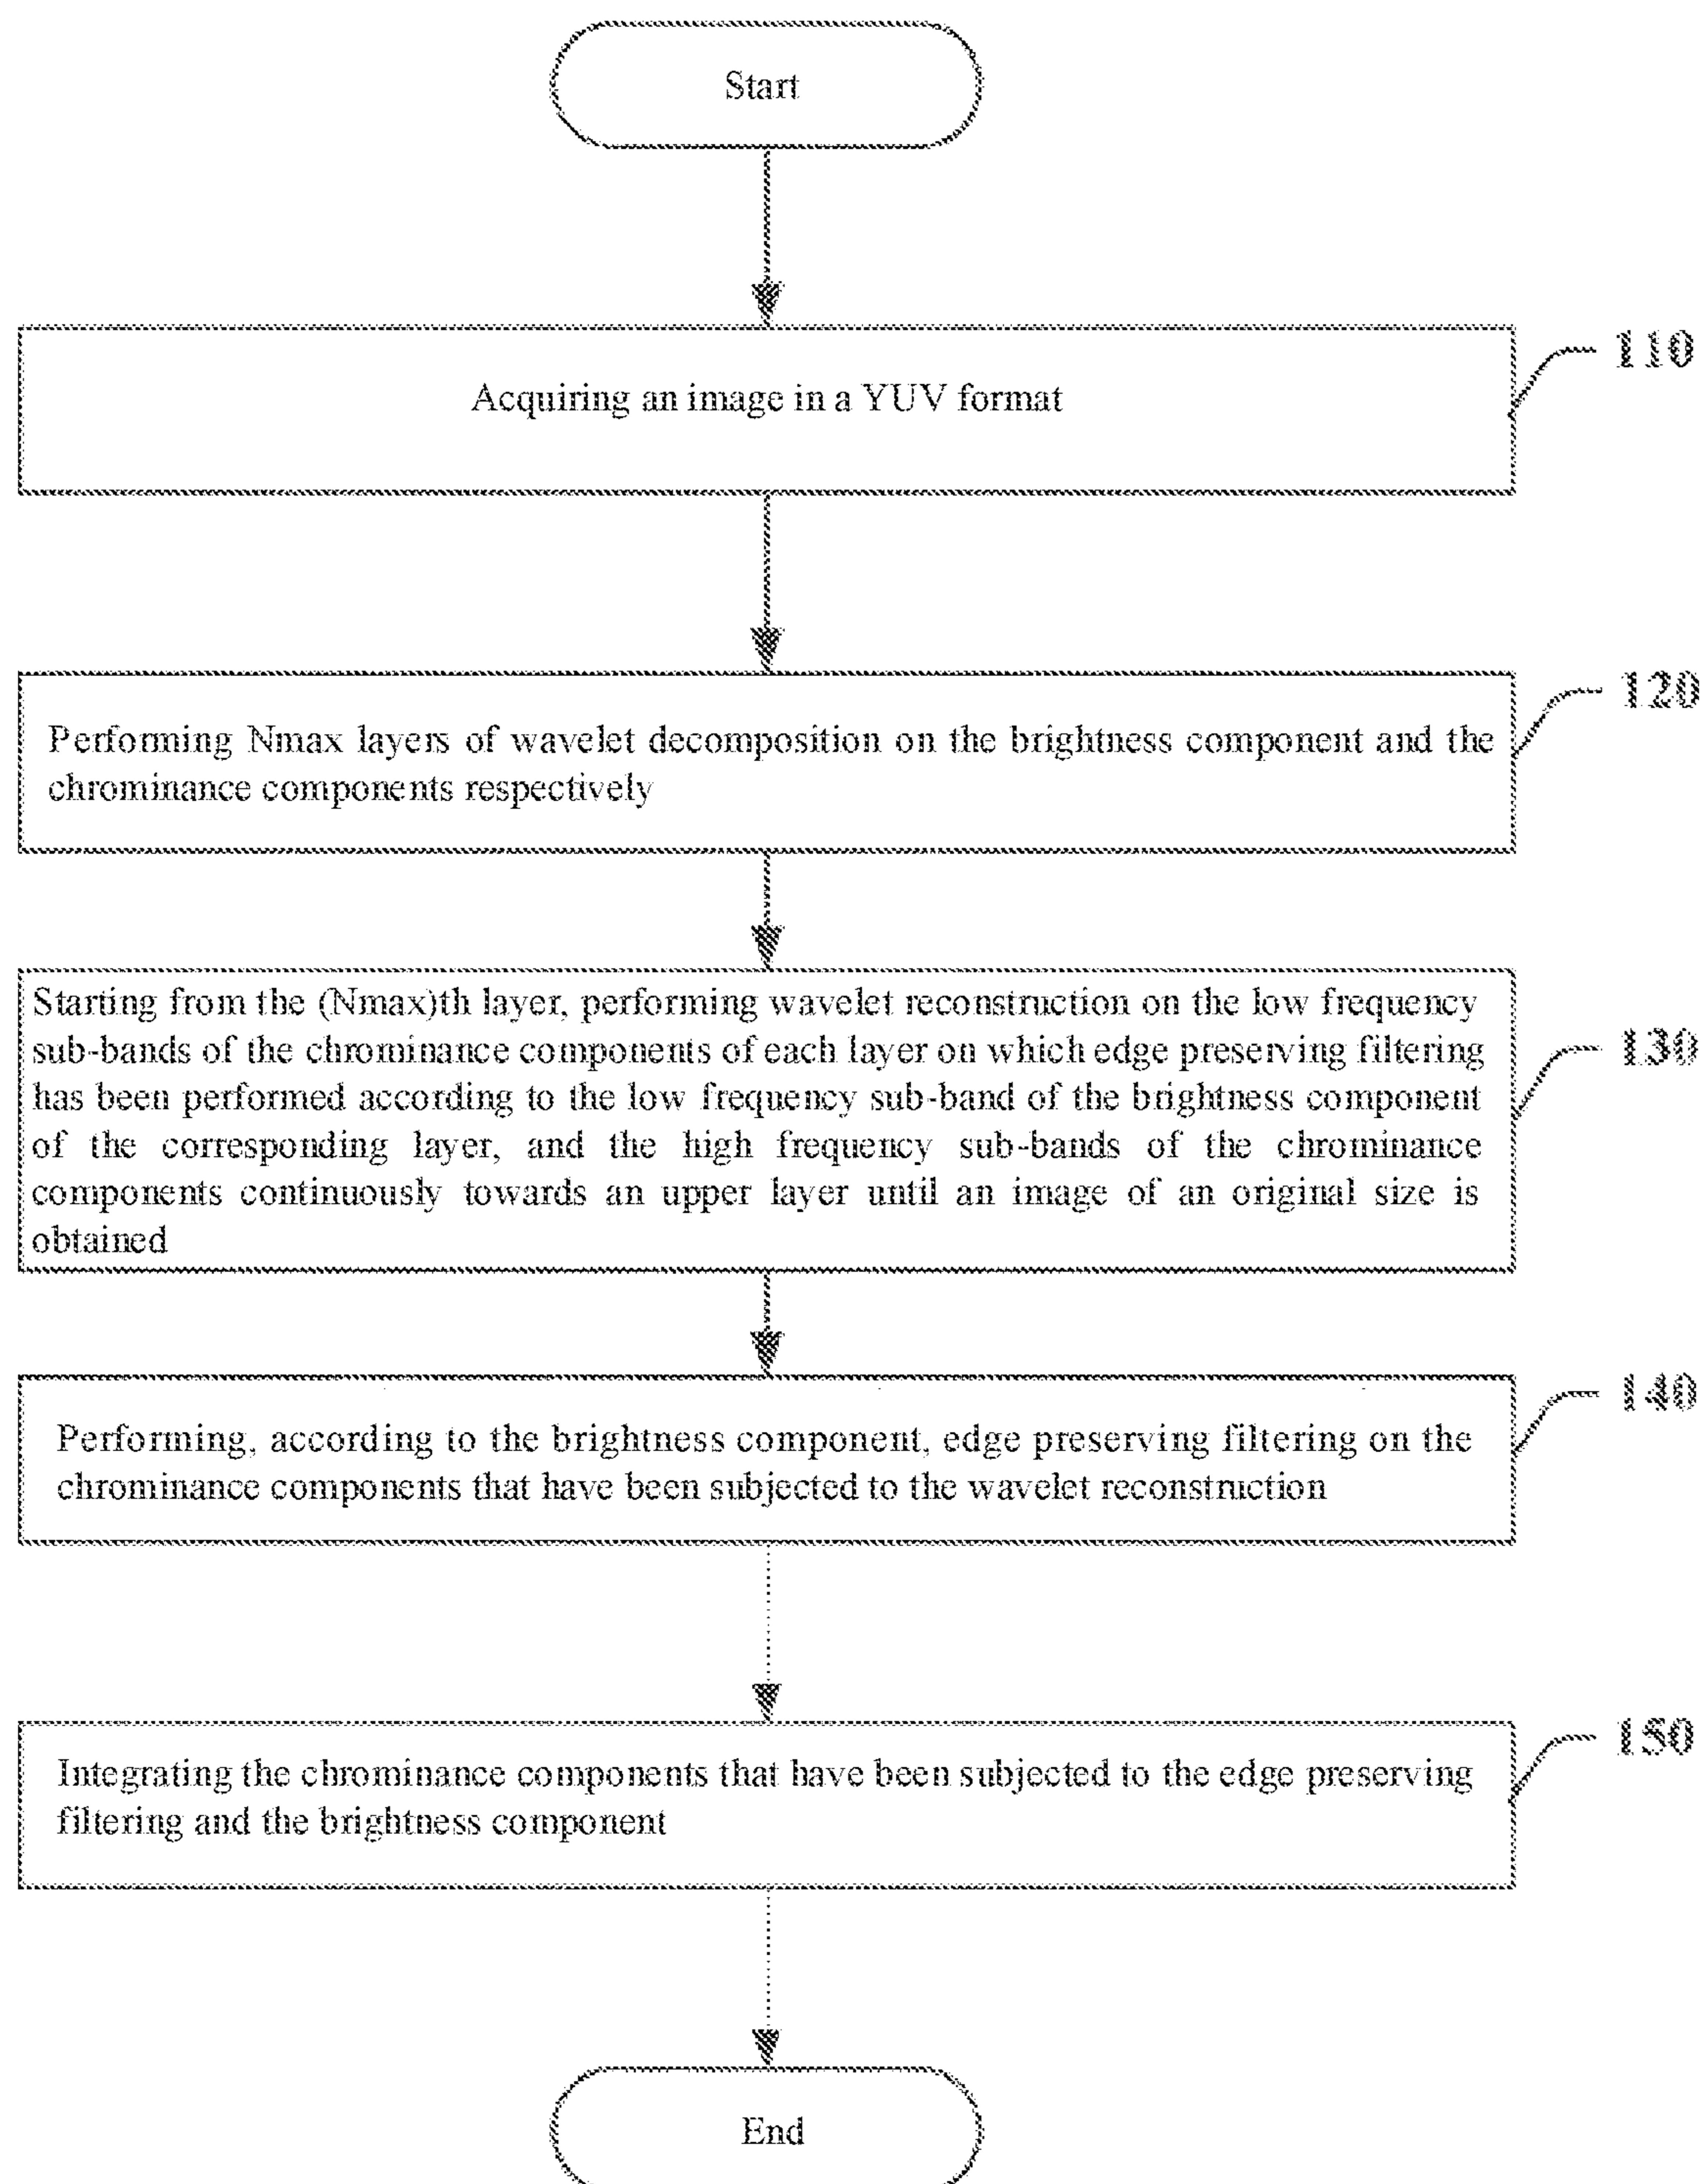 Start
110
Acquiring an image in a YUV format
120
Performing Nmax layers of wavelet decomposition on the brightness component and the
chrominance components respectively
130
Starting from the (Nmax)th layer, performing wavelet reconstruction on the low frequency
sub-bands of the chrominance components of each layer on which edge preserving filtering
has been performed according to the low frequency sub-band of the brightness component
of the corresponding layer, and the high frequency sub-bands of the chrominance
components continuously towards an upper layer until an image of an original size is
obtained
140
Performing, according to the brightness component, edge preserving filtering on the
chrominance components that have been subjected to the wavelet reconstruction
150
Integrating the chrominance components that have been subjected to the edge preserving
filtering and the brightness component
End